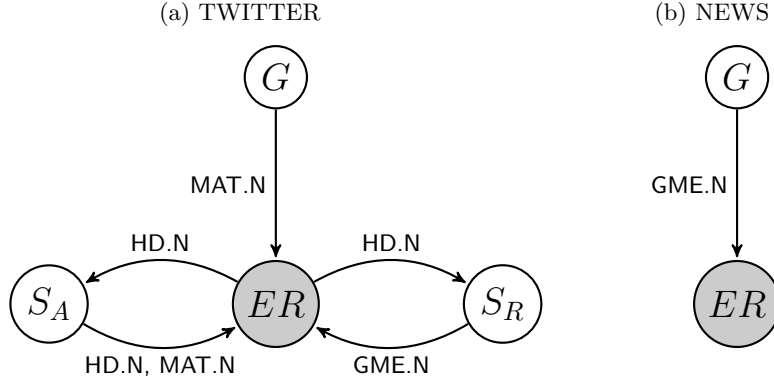 (a) TWITTER
(b) NEWS
G
G
MAT.N
GME.N
HD.N
HD.N
S_A
ER
S_R
ER
HD.N, MAT.N
GME.N